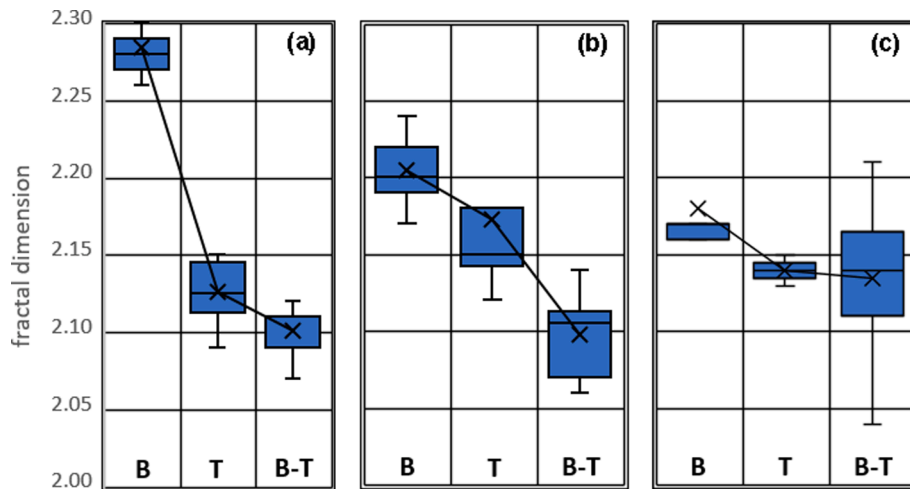 fractal dimension
2.30
2.25
2.20
2.15
2.10
2.05
2.00
(a)
B T B-T
(b)
B T B-T
(c)
B T B-T